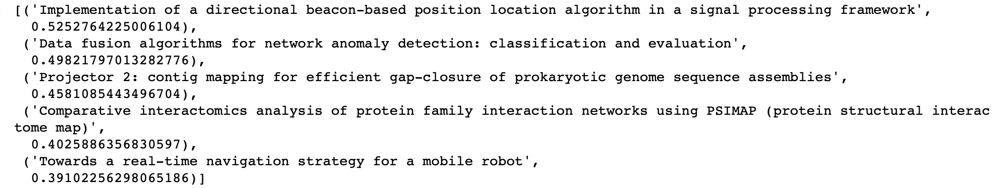 [('Implementation of a directional beacon-based position location algorithm in a signal processing framework',
0.5252764225006104),
('Data fusion algorithms for network anomaly detection: classification and evaluation',
0.49821797013282776),
('Projector 2: contig mapping for efficient gap-closure of prokaryotic genome sequence assemblies',
0.4581085443496704),
('Comparative interactomics analysis of protein family interaction networks using PSIMAP (protein structural interac
tome map)',
0.4025886356830597),
('Towards a real-time navigation strategy for a mobile robot',
0.39102256298065186)]